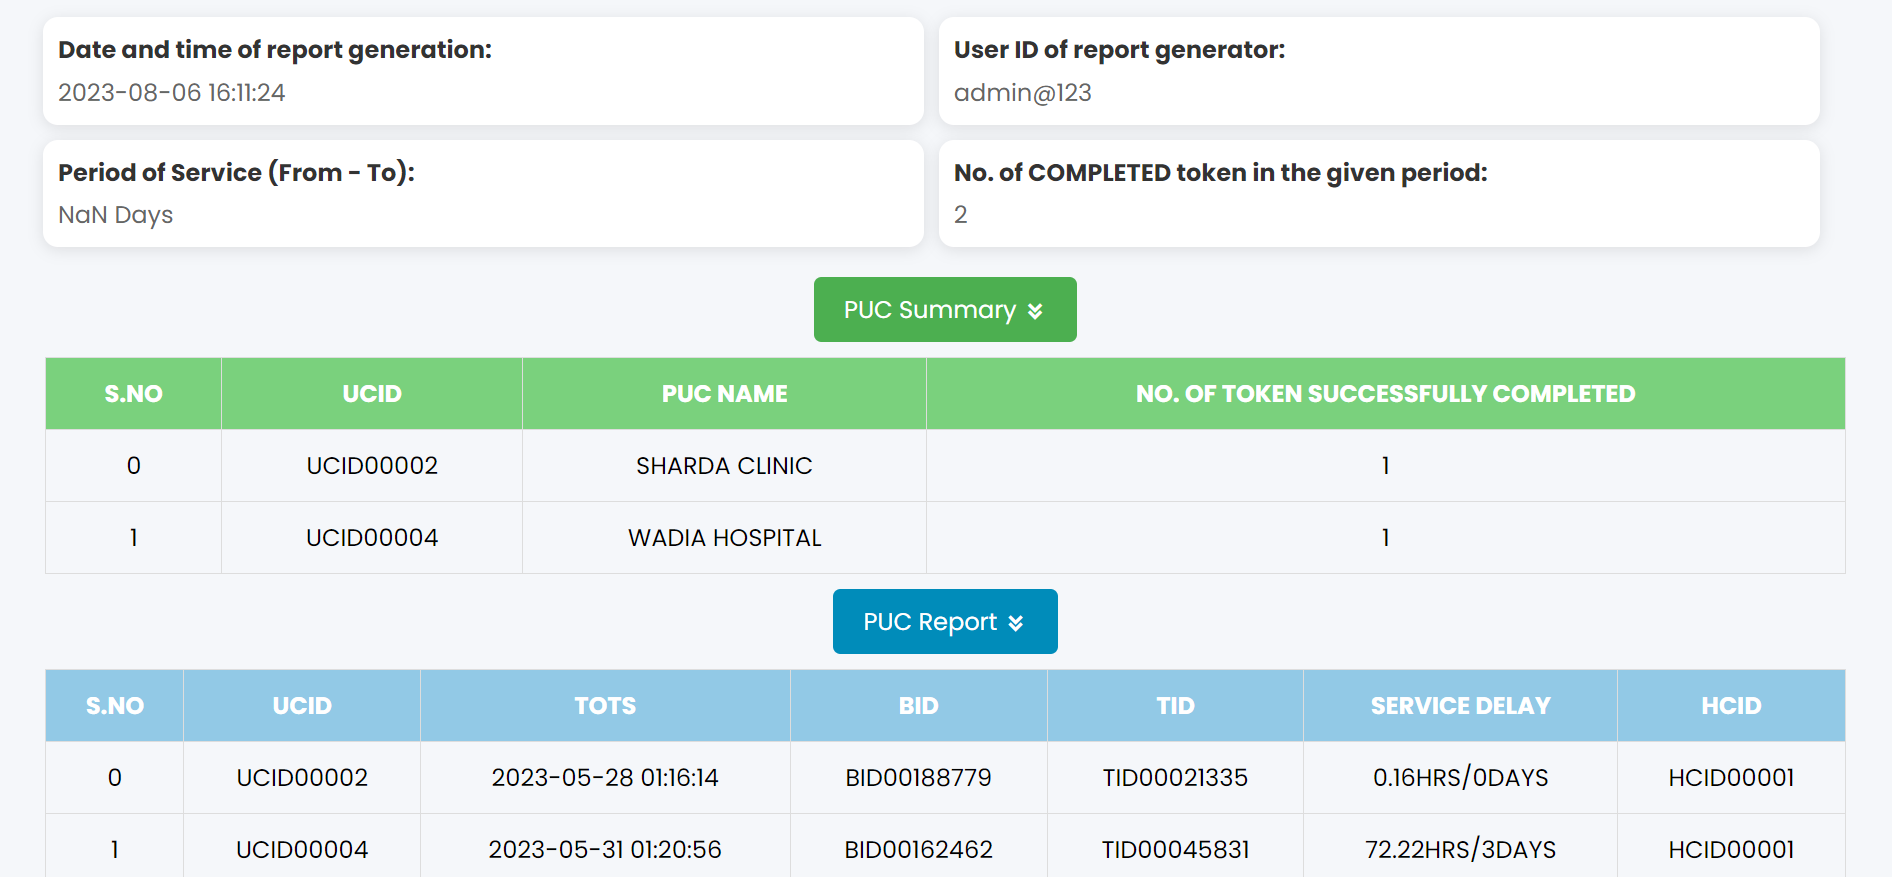 Date and time of report generation:
2023-08-06 16:11:24
User ID of report generator:
admin@123
Period of Service (From - To):
NaN Days
No. of COMPLETED token in the given period:
2
PUC Summary
S.NO UCID PUC NAME NO. OF TOKEN SUCCESSFULLY COMPLETED
0 UCID00002 SHARDA CLINIC 1
1 UCID00004 WADIA HOSPITAL 1
PUC Report
S.NO UCID TOTS BID TID SERVICE DELAY HCID
0 UCID00002 2023-05-28 01:16:14 BID00188779 TID00021335 0.16HRS/0DAYS HCID00001
1 UCID00004 2023-05-31 01:20:56 BID00162462 TID00045831 72.22HRS/3DAYS HCID00001